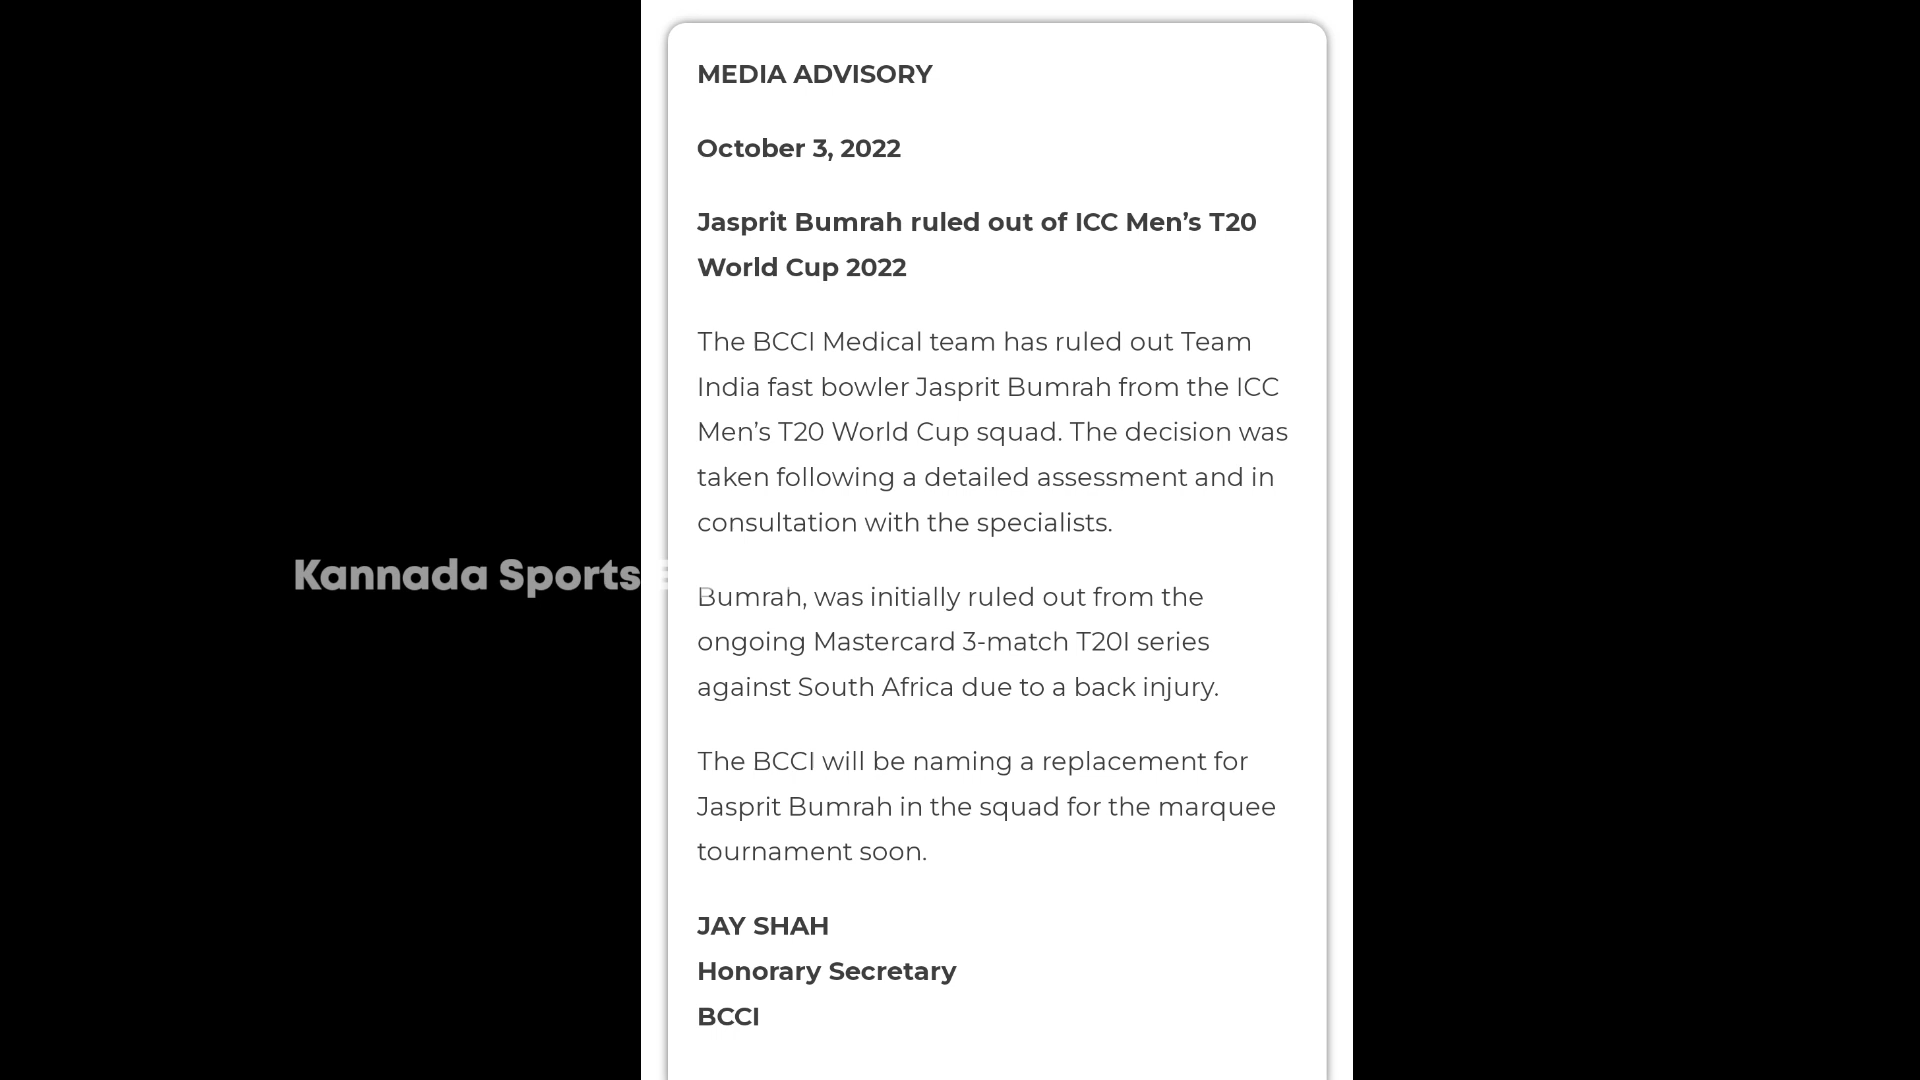 MEDIA ADVISORY
October 3, 2022
Jasprit Bumrah ruled out of ICC Men’s T20
World Cup 2022
The BCCI Medical team has ruled out Team
India fast bowler Jasprit Bumrah from the ICC
Men’s T20 World Cup squad. The decision was
taken following a detailed assessment and in
consultation with the specialists.
Kannada Sports
Bumrah, was initially ruled out from the
ongoing Mastercard 3-match T20I series
against South Africa due to a back injury.
The BCCI will be naming a replacement for
Jasprit Bumrah in the squad for the marquee
tournament soon.
JAY SHAH
Honorary Secretary
BCCI